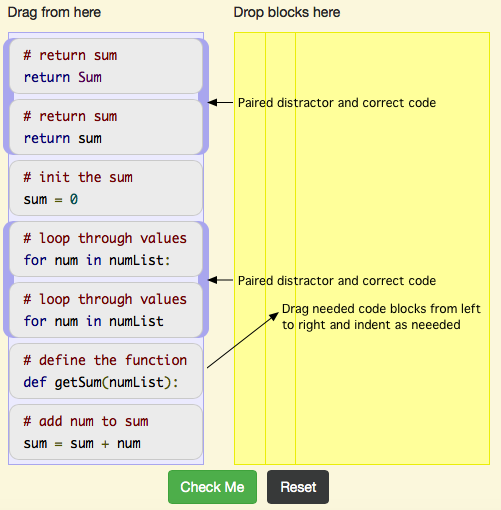 Drag from here
Drop blocks here
# return sum
return Sum
# return sum
return sum
Paired distractor and correct code
# init the sum
sum = 0
# loop through values
for num in numList:
# loop through values
for num in numList
Paired distractor and correct code
Drag needed code blocks from left
to right and indent as neeeded
# define the function
def getSum(numList):
# add num to sum
sum = sum + num
Check Me
Reset